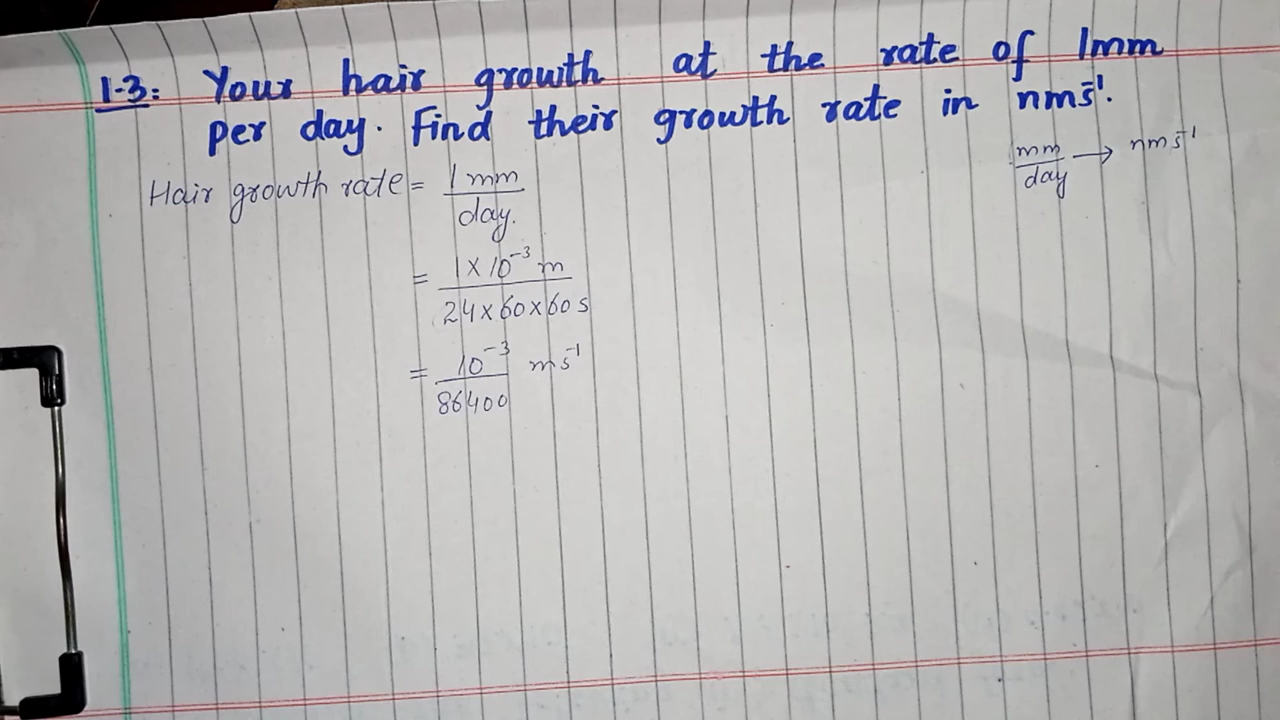 1.3: Your hair growth at the rate of 1mm
per day. Find their growth rate in nms⁻¹.
mm/day → nms⁻¹
Hair growth rate = 1 mm/day.
= 1 × 10⁻³ m/24 × 60 × 60 s
= 10⁻³/86400 ms⁻¹